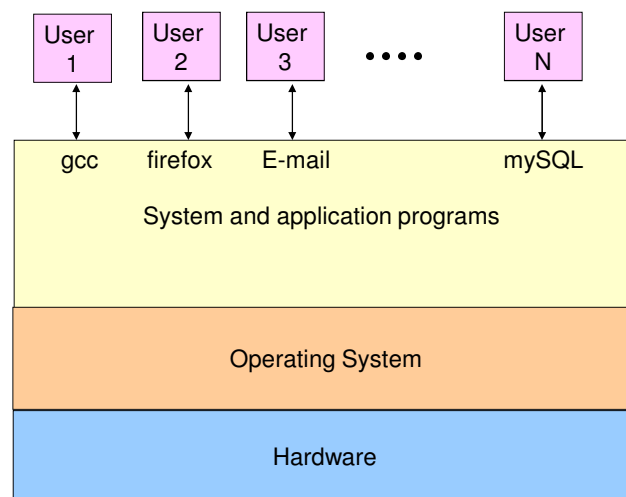 User 1
User 2
User 3
User N
gcc firefox E-mail mySQL
System and application programs
Operating System
Hardware